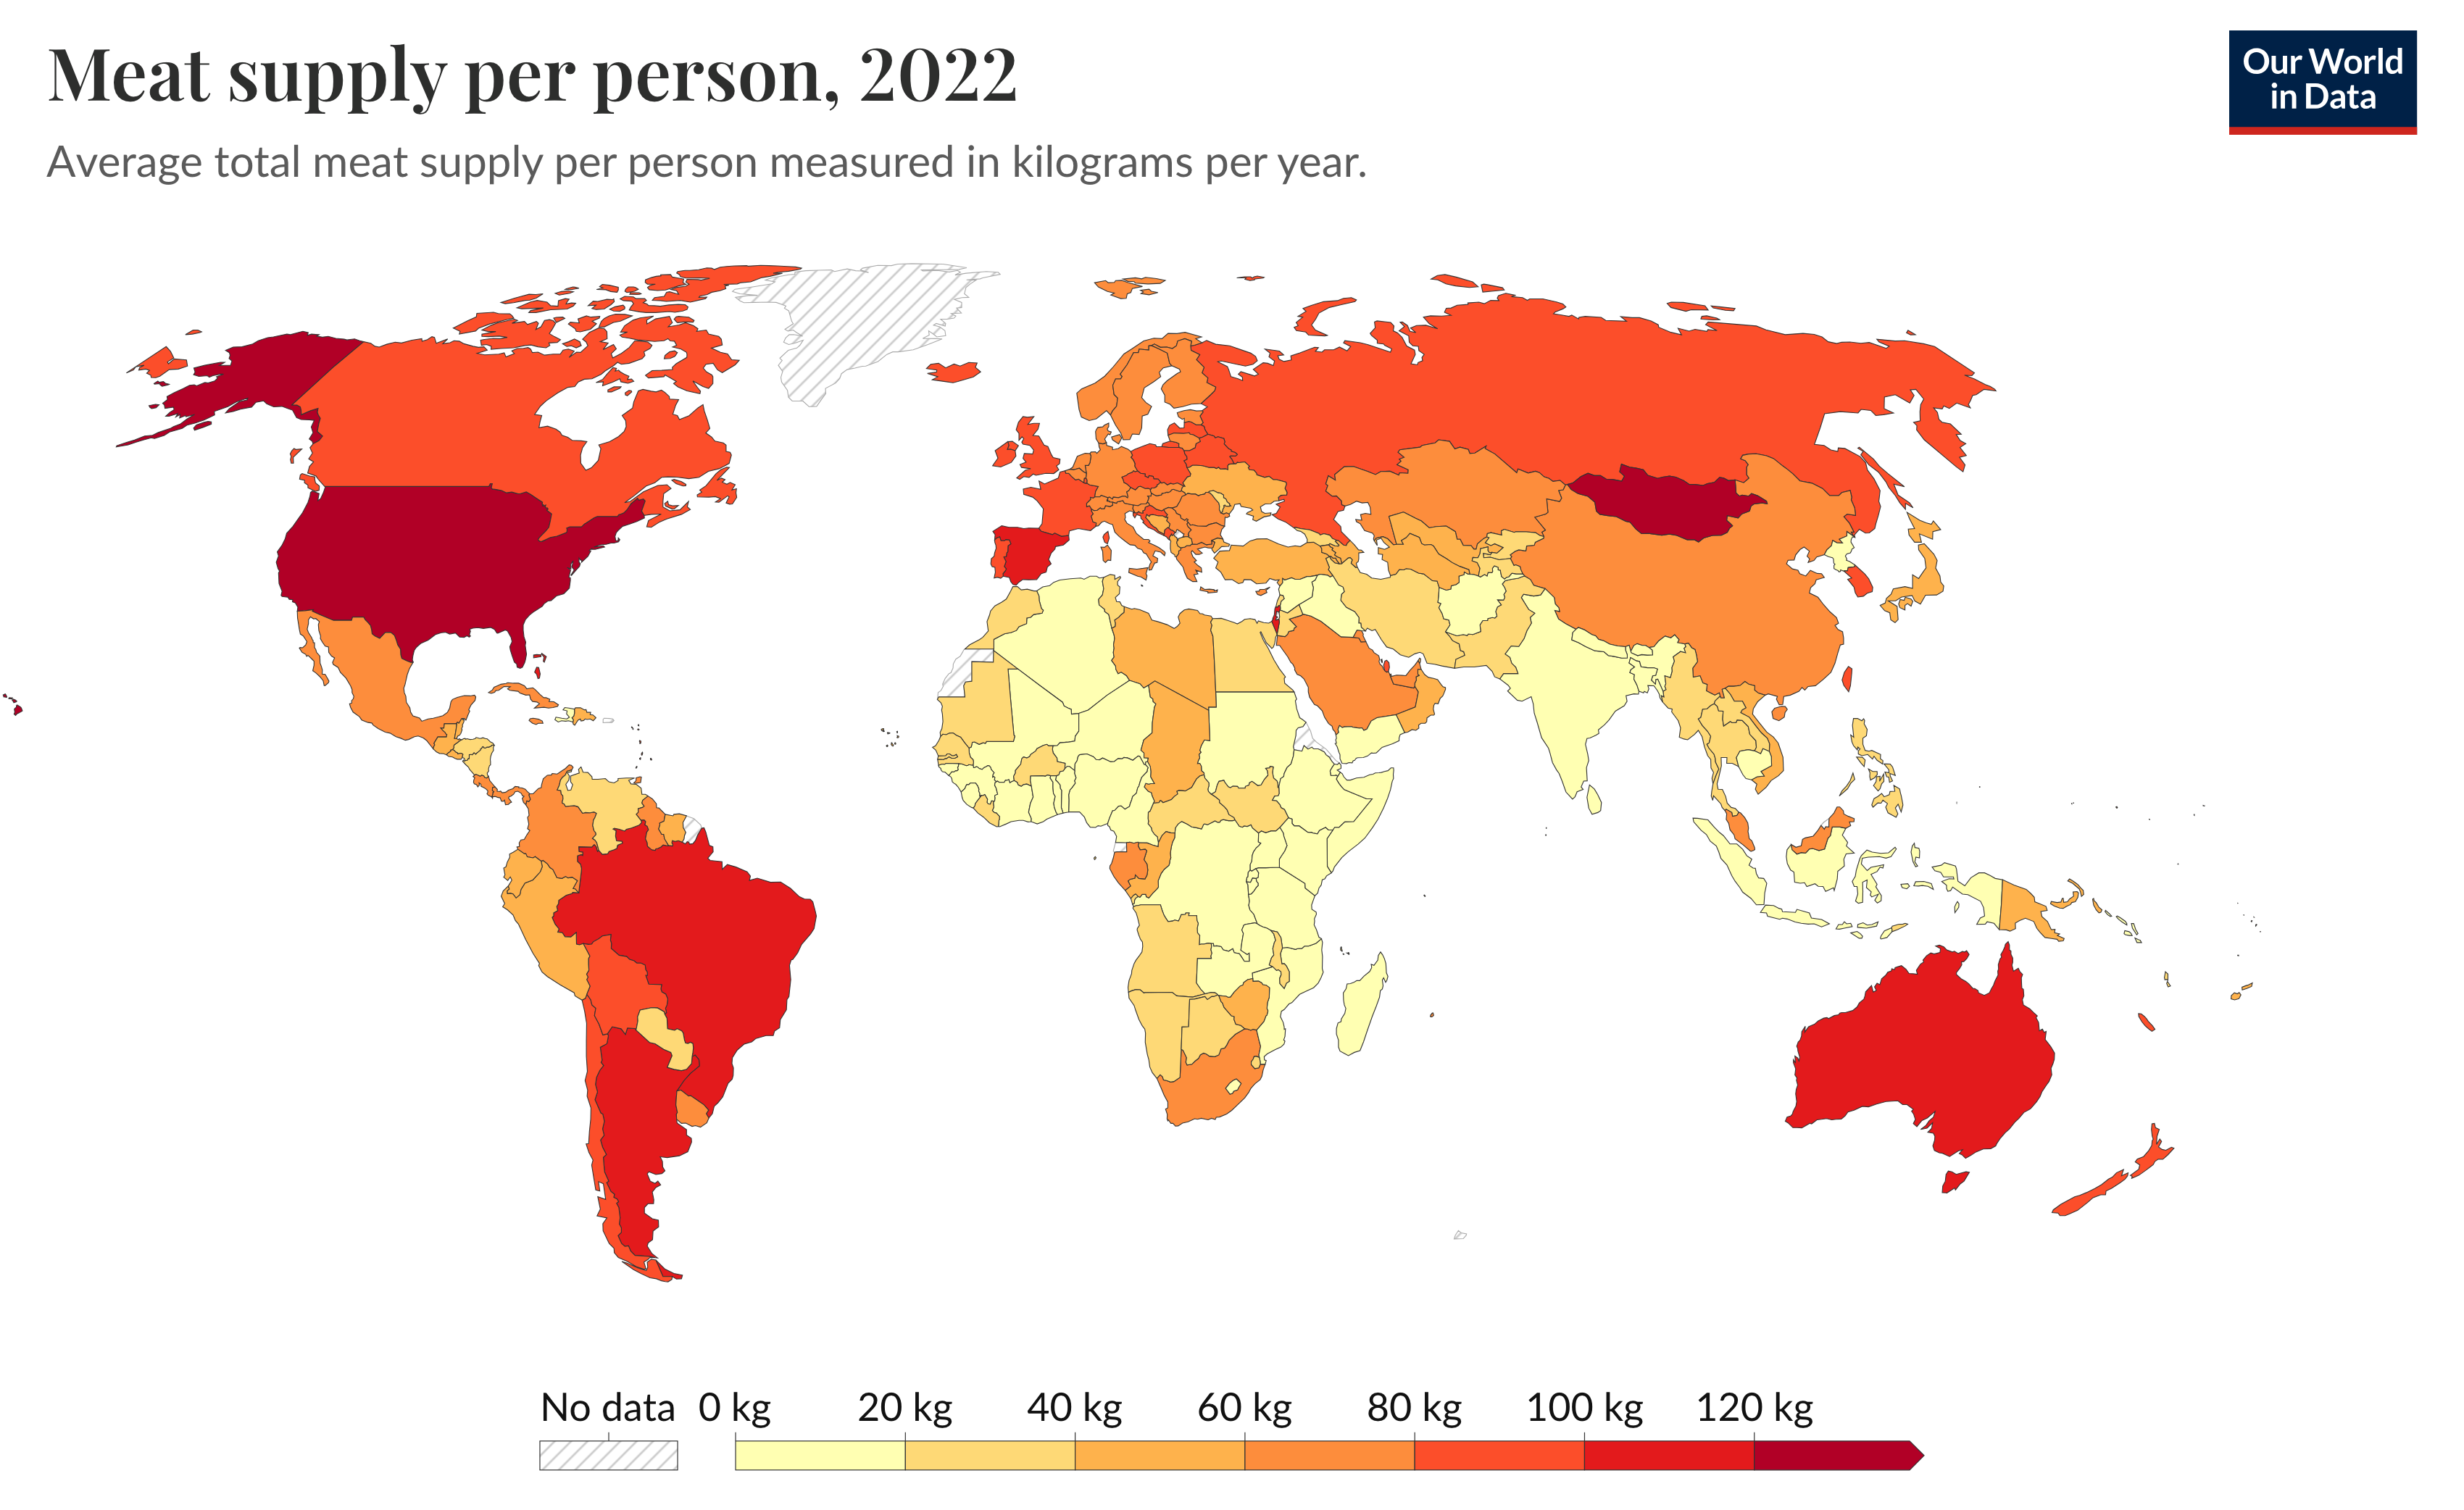 Meat supply per person, 2022
Our World
in Data
Average total meat supply per person measured in kilograms per year.
No data 0 kg 20 kg 40 kg 60 kg 80 kg 100 kg 120 kg